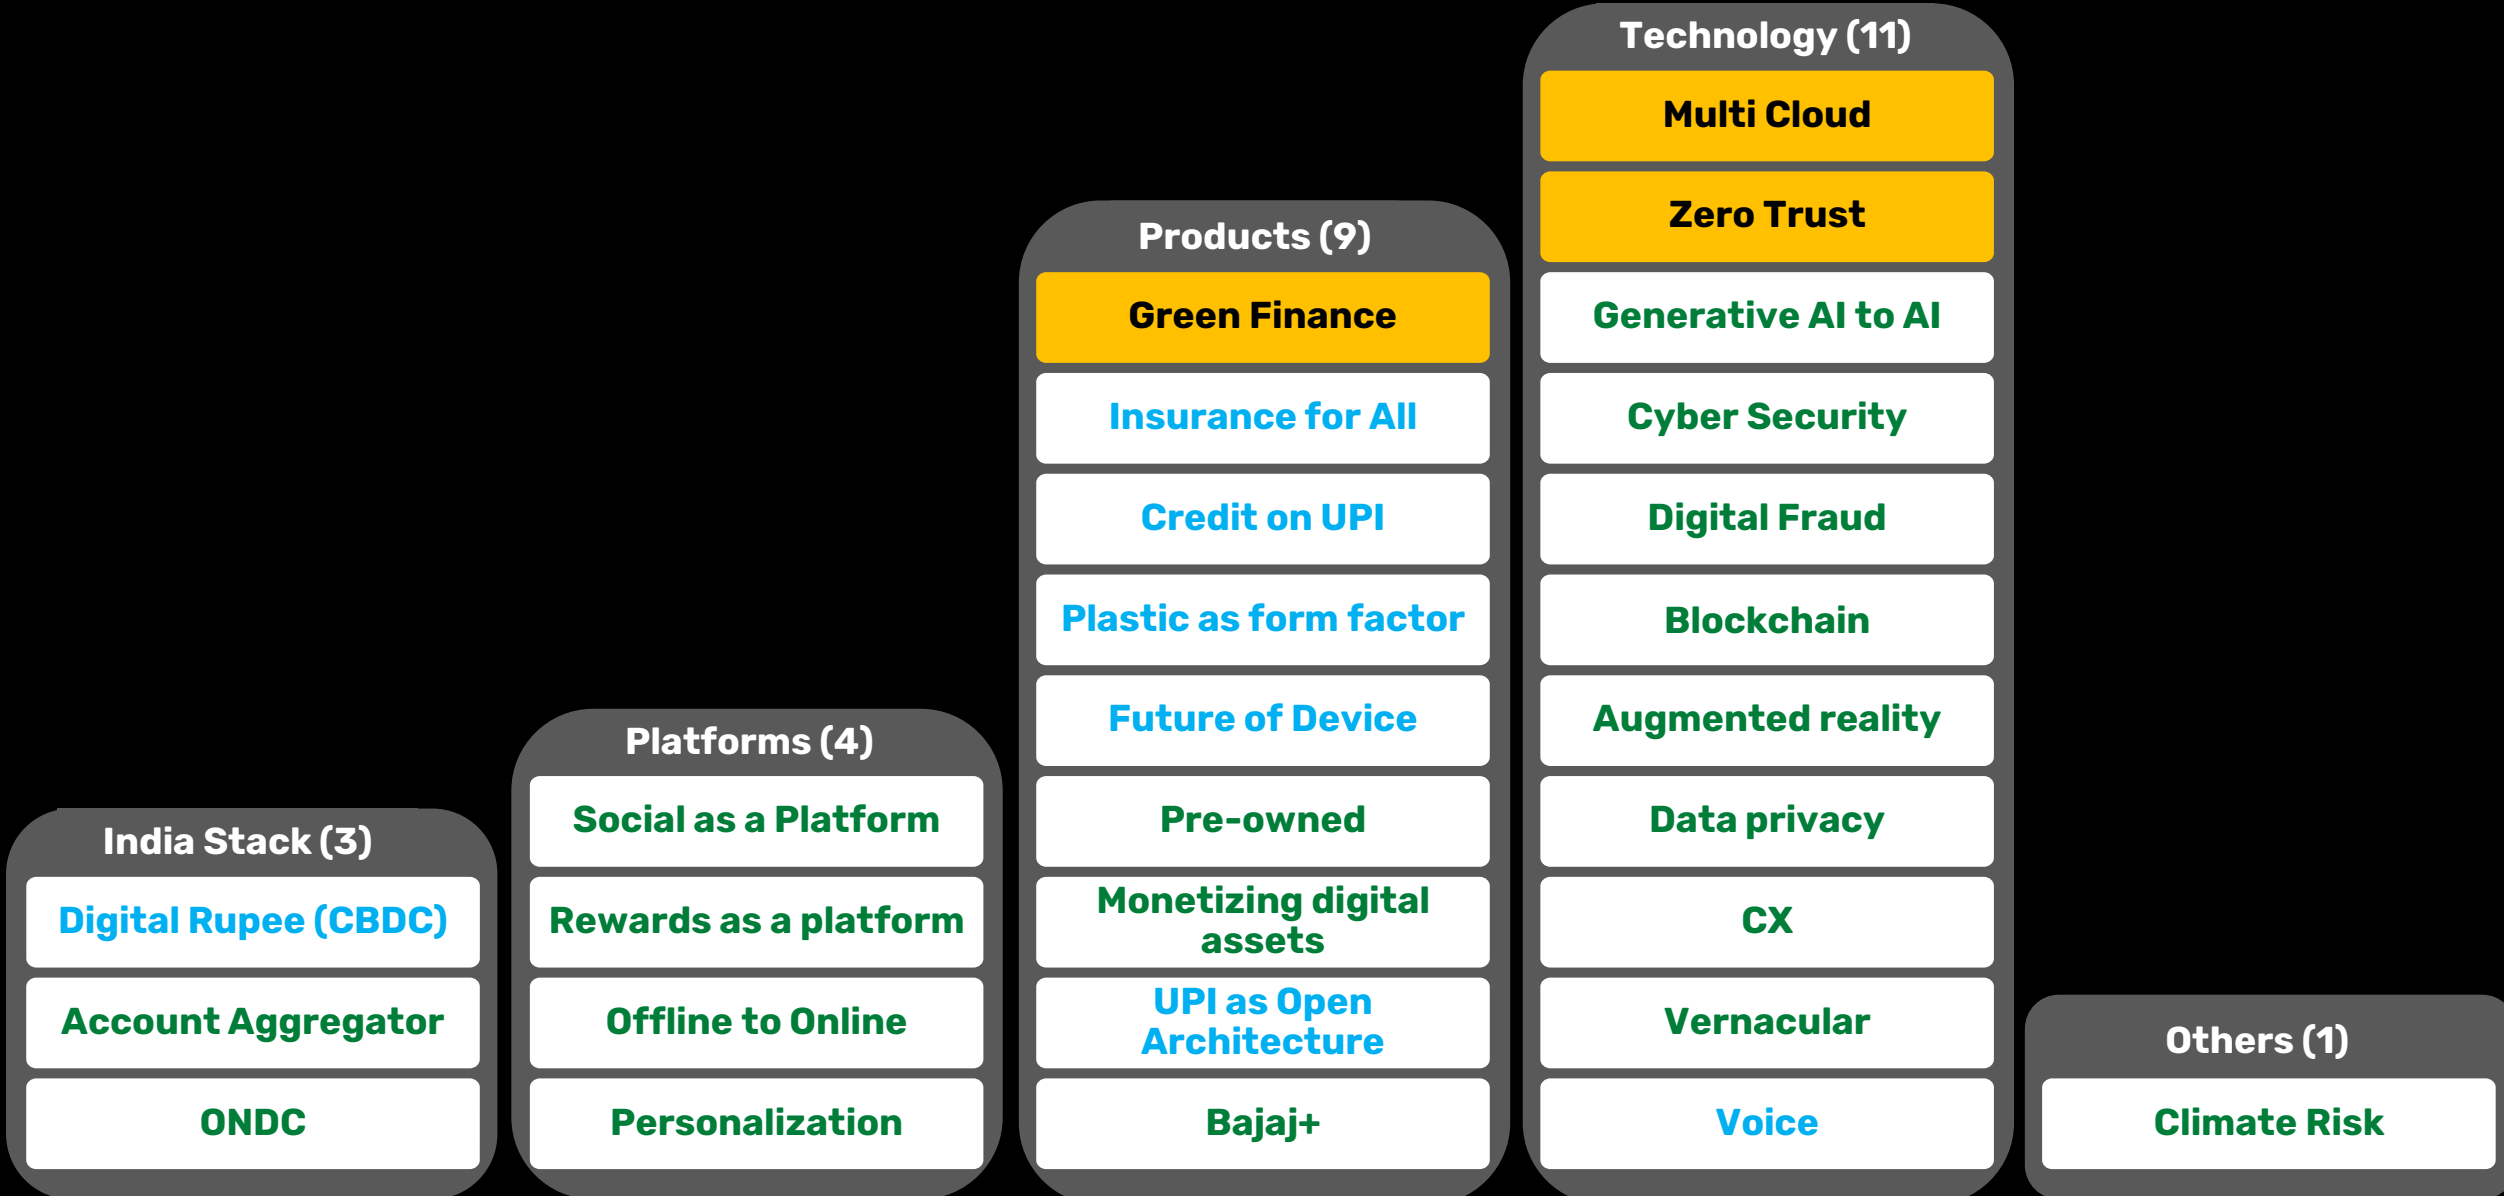 India Stack (3)
Digital Rupee (CBDC)
Account Aggregator
ONDC
Platforms (4)
Social as a Platform
Rewards as a platform
Offline to Online
Personalization
Products (9)
Green Finance
Insurance for All
Credit on UPI
Plastic as form factor
Future of Device
Pre-owned
Monetizing digital
assets
UPI as Open
Architecture
Bajaj+
Technology (11)
Multi Cloud
Zero Trust
Generative AI to AI
Cyber Security
Digital Fraud
Blockchain
Augmented reality
Data privacy
CX
Vernacular
Voice
Others (1)
Climate Risk